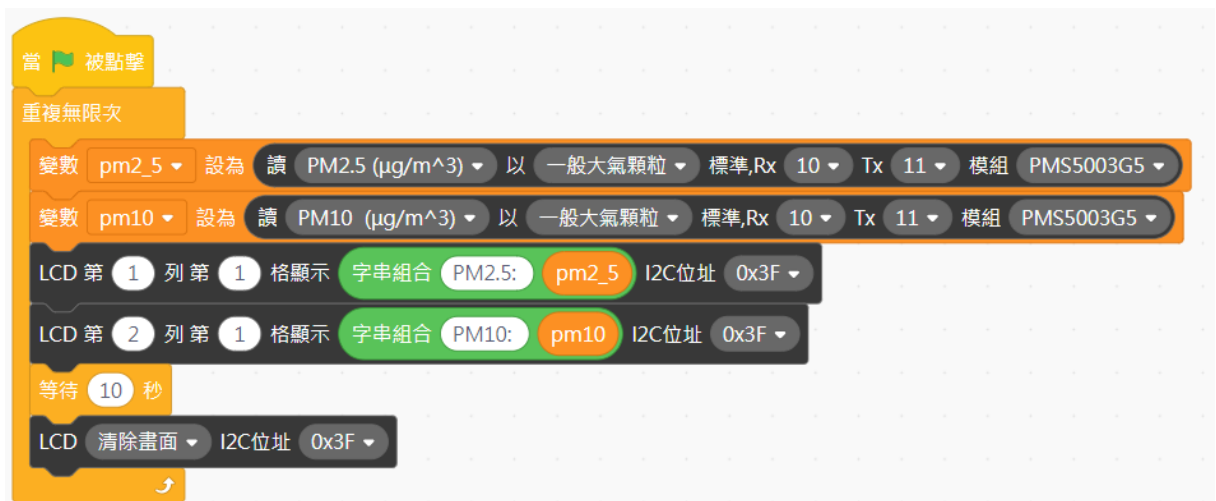 當 被點擊
重複無限次
變數 pm2_5 設為 讀 PM2.5 (μg/m^3) 以 一般大氣顆粒 標準,Rx 10 Tx 11 模組 PMS5003G5
變數 pm10 設為 讀 PM10 (μg/m^3) 以 一般大氣顆粒 標準,Rx 10 Tx 11 模組 PMS5003G5
LCD 第 1 列 第 1 格顯示 字串組合 PM2.5: pm2_5 I2C位址 0x3F
LCD 第 2 列 第 1 格顯示 字串組合 PM10: pm10 I2C位址 0x3F
等待 10 秒
LCD 清除畫面 I2C位址 0x3F